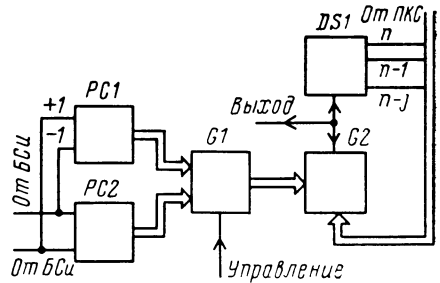 DS1
От ПКС
n
n-1
n-j
PC1
+1
-1
Выход
G1
G2
От БСи
PC2
От БСи
Управление